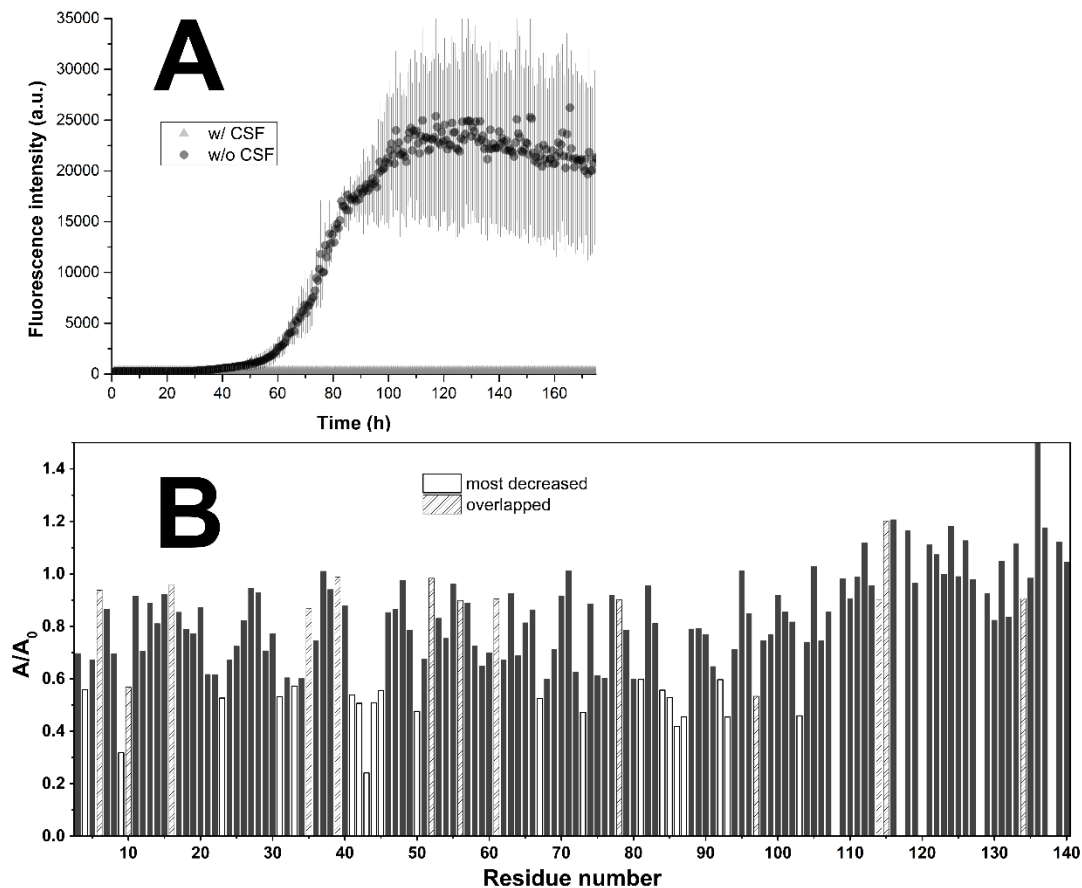 A
35000
30000
25000
20000
15000
10000
5000
0
Fluorescence intensity (a.u.)
w/ CSF
w/o CSF
0 20 40 60 80 100 120 140 160
Time (h)
B
1.4
1.2
1.0
0.8
0.6
0.4
0.2
0.0
A/A0
most decreased
overlapped
10 20 30 40 50 60 70 80 90 100 110 120 130 140
Residue number